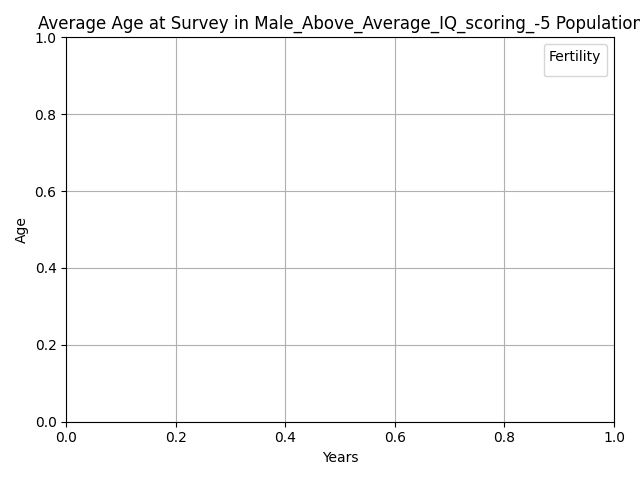 Average Age at Survey in Male_Above_Average_IQ_scoring_-5 Population
Fertility
1.0
0.8
0.6
0.4
0.2
0.0
Age
0.0 0.2 0.4 0.6 0.8 1.0
Years